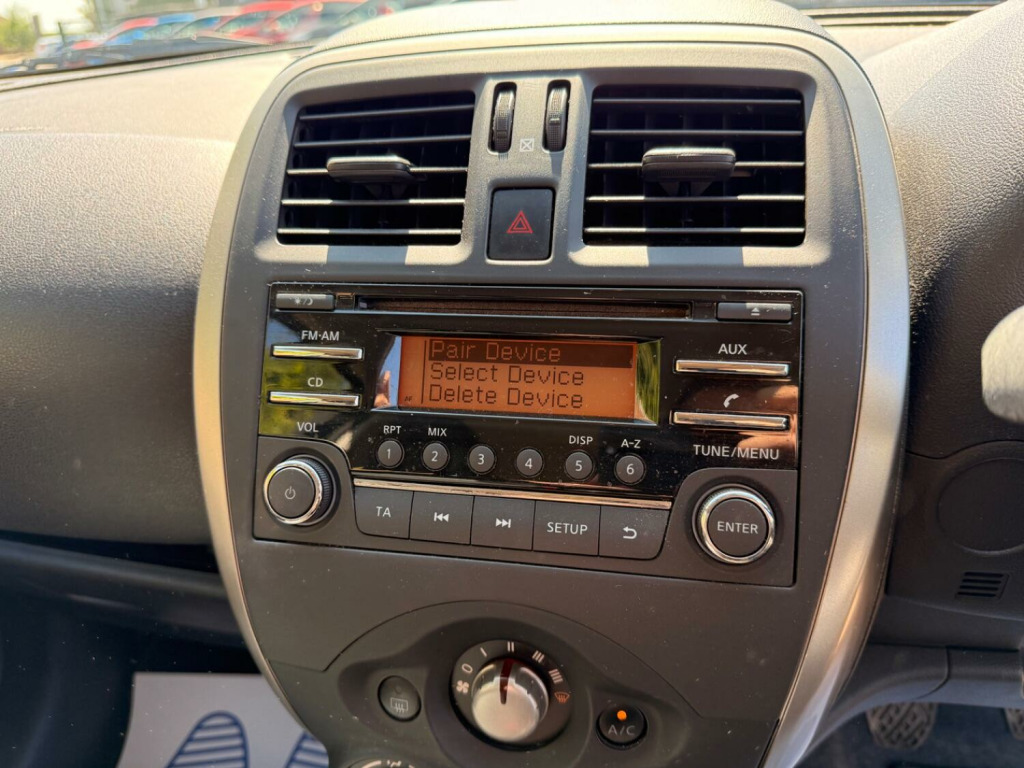 FM·AM
AUX
CD
Pair Device
Select Device
Delete Device
VOL
RPT
MIX
DISP
A-Z
TUNE/MENU
1 2 3 4 5 6
TA
SETUP
ENTER
0
A/C